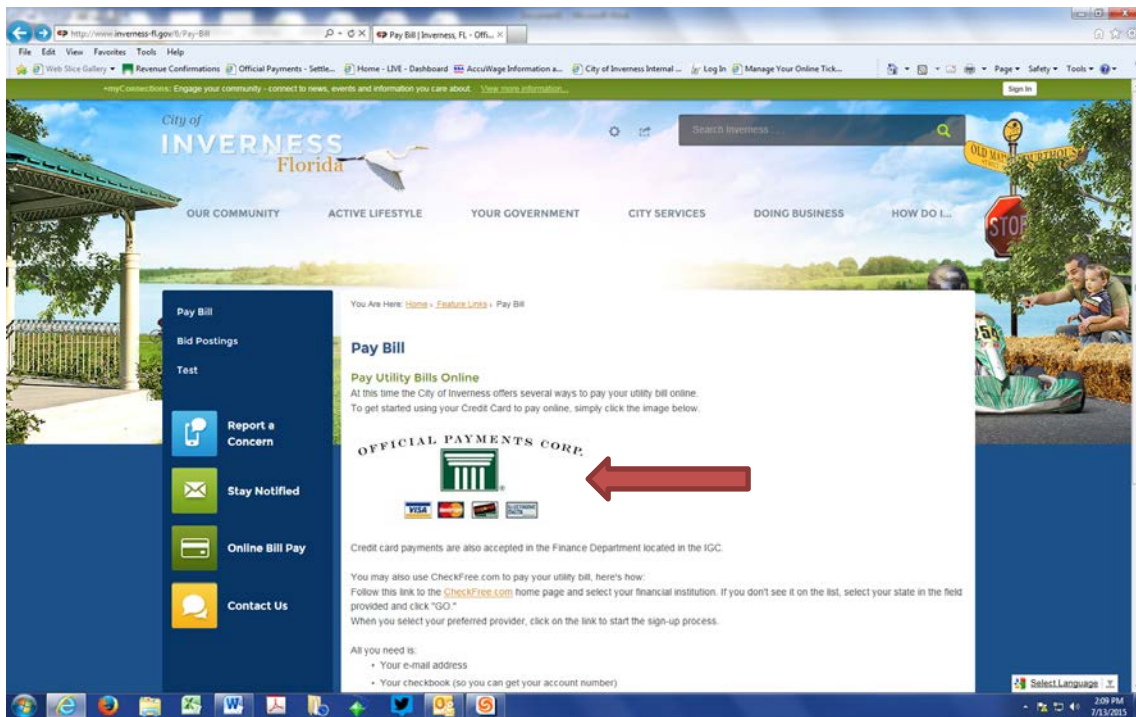 http://www.inverness-fl.gov/8/Pay-Bill
Pay Bill | Inverness, FL - Offi...
File Edit View Favorites Tools Help
Web Slice Gallery
Revenue Confirmations
Official Payments - Settle...
Home - LIVE - Dashboard
AccuWage Information a...
City of Inverness Internal ...
Log In
Manage Your Online Tick...
Page Safety Tools
+myConnections: Engage your community - connect to news, events and information you care about. View more information...
Sign In
City of
INVERNESS
Florida
Search Inverness . . .
OUR COMMUNITY
ACTIVE LIFESTYLE
YOUR GOVERNMENT
CITY SERVICES
DOING BUSINESS
HOW DO I...
STOP
54
Pay Bill
Bid Postings
Test
Report a
Concern
Stay Notified
Online Bill Pay
Contact Us
You Are Here: Home › Feature Links › Pay Bill
Pay Bill
Pay Utility Bills Online
At this time the City of Inverness offers several ways to pay your utility bill online.
To get started using your Credit Card to pay online, simply click the image below.
OFFICIAL PAYMENTS CORP.
VISA
Credit card payments are also accepted in the Finance Department located in the IGC.
You may also use CheckFree.com to pay your utility bill, here's how:
Follow this link to the CheckFree.com home page and select your financial institution. If you don't see it on the list, select your state in the field
provided and click "GO."
When you select your preferred provider, click on the link to start the sign-up process.
All you need is:
• Your e-mail address
• Your checkbook (so you can get your account number)
Select Language
2:09 PM
7/13/2015